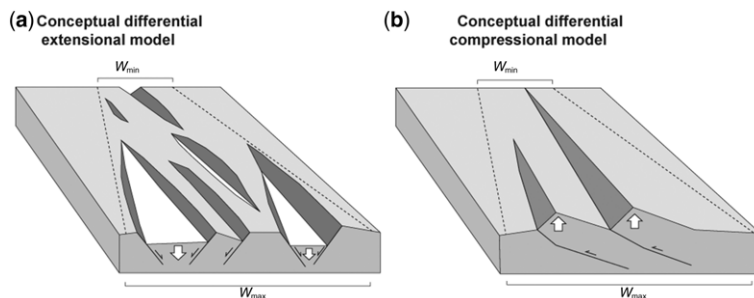 (a) Conceptual differential
extensional model
Wmin
Wmax
(b) Conceptual differential
compressional model
Wmin
Wmax